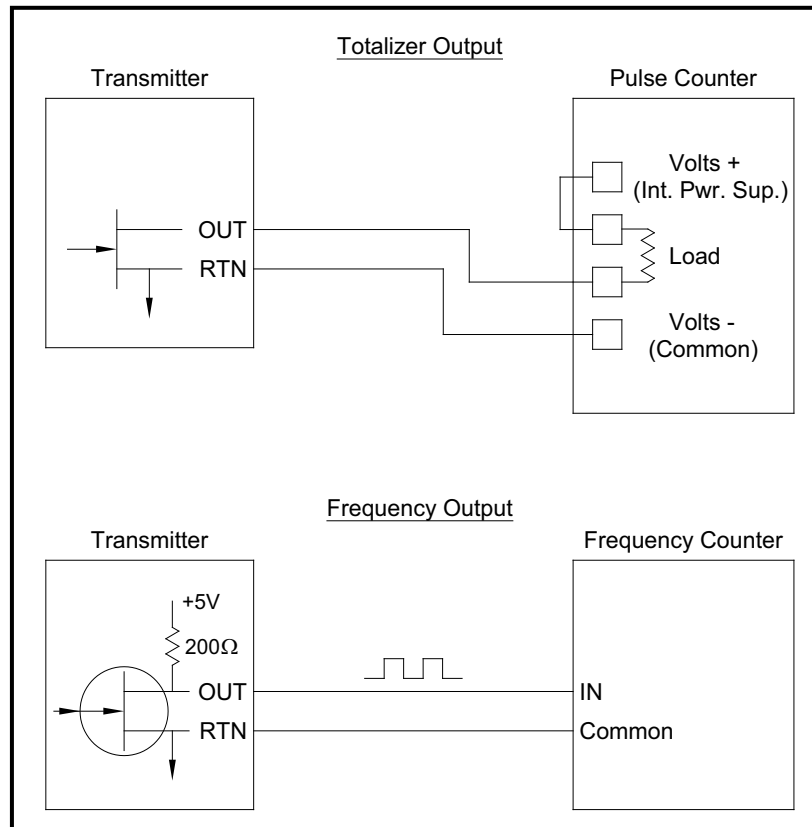 Totalizer Output
Transmitter
Pulse Counter
Volts +
(Int. Pwr. Sup.)
OUT
Load
RTN
Volts -
(Common)
Frequency Output
Transmitter
Frequency Counter
+5V
200Ω
OUT
IN
RTN
Common